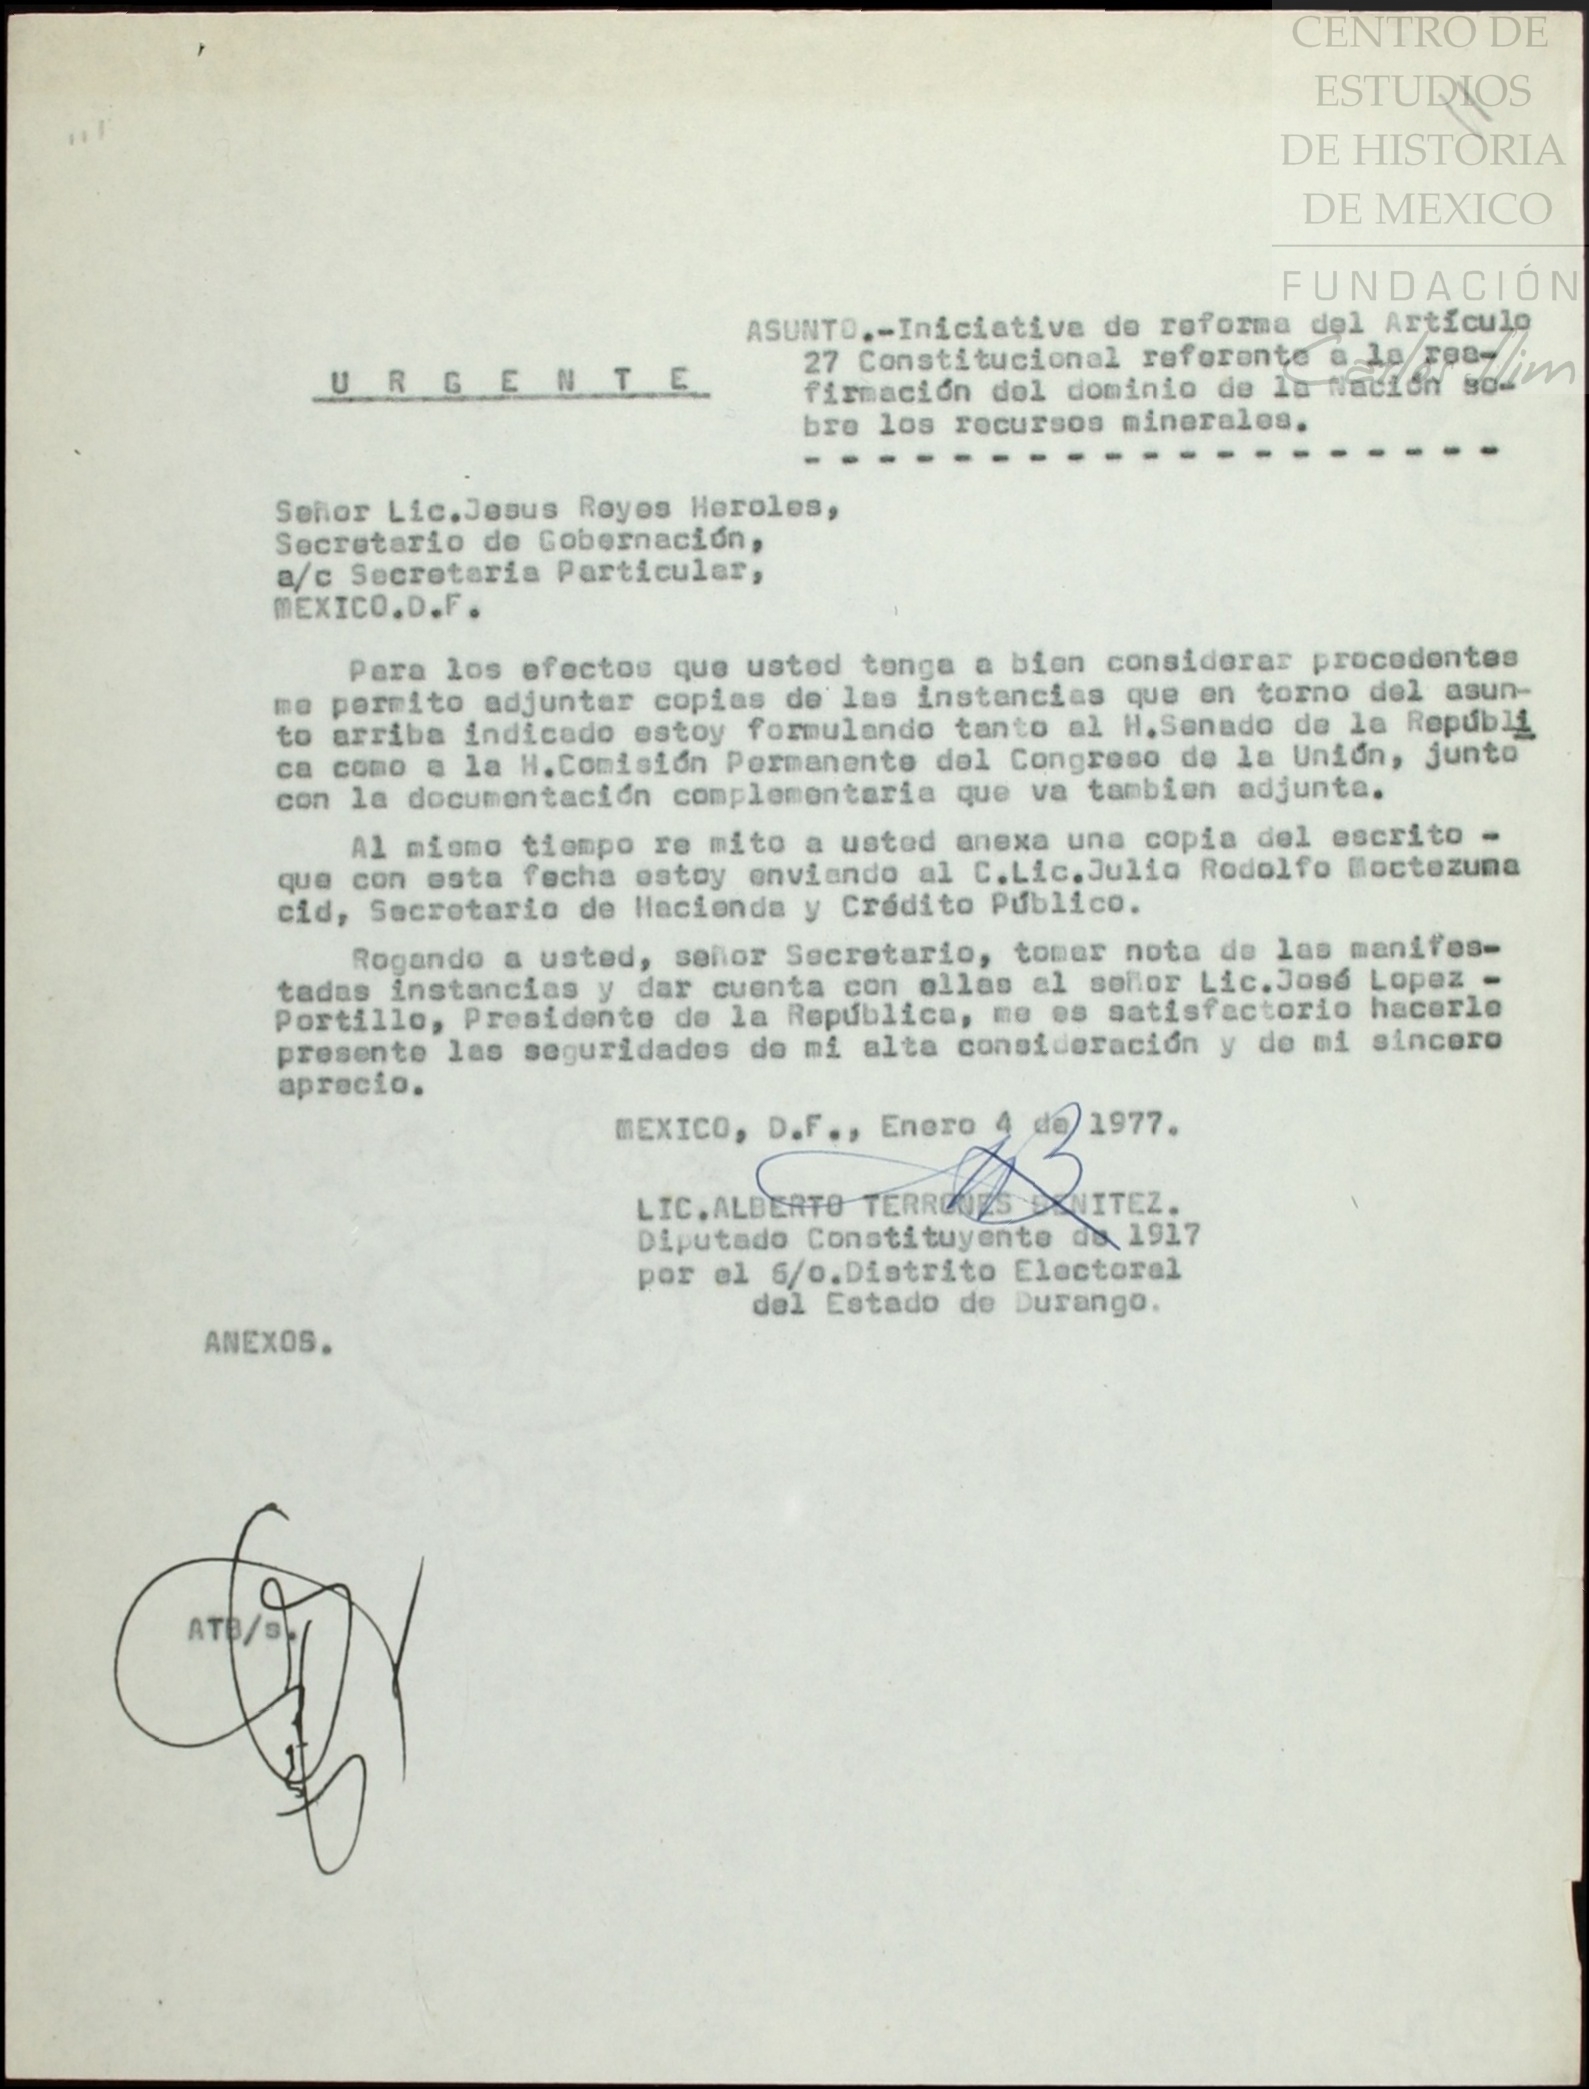 CENTRO DE
ESTUDIOS
DE HISTORIA
DE MEXICO
FUNDACIÓN
Carlos Slim
ASUNTO.-Iniciativa de reforma del Artículo
27 Constitucional referente a la rea-
firmación del dominio de la Nación so-
bre los recursos minerales.
- - - - - - - - - - - - - - - - - - -
U R G E N T E
Señor Lic.Jesus Reyes Heroles,
Secretario de Gobernación,
a/c Secretaria Particular,
MEXICO.D.F.
Para los efectos que usted tenga a bien considerar procedentes
me permito adjuntar copias de las instancias que en torno del asun-
to arriba indicado estoy formulando tanto al H.Senado de la Repúbli
ca como a la H.Comisión Permanente del Congreso de la Unión, junto
con la documentación complementaria que va tambien adjunta.
Al mismo tiempo re mito a usted anexa una copia del escrito -
que con esta fecha estoy enviando al C.Lic.Julio Rodolfo Moctezuma
cid, Secretario de Hacienda y Crédito Público.
Rogando a usted, señor Secretario, tomar nota de las manifes-
tadas instancias y dar cuenta con ellas al señor Lic.José Lopez -
Portillo, Presidente de la República, me es satisfactorio hacerle
presente las seguridades de mi alta consideración y de mi sincero
aprecio.
MEXICO, D.F., Enero 4 de 1977.
LIC.ALBERTO TERRONES BENITEZ.
Diputado Constituyente de 1917
por el 6/o.Distrito Electoral
del Estado de Durango.
ANEXOS.
ATB/s.